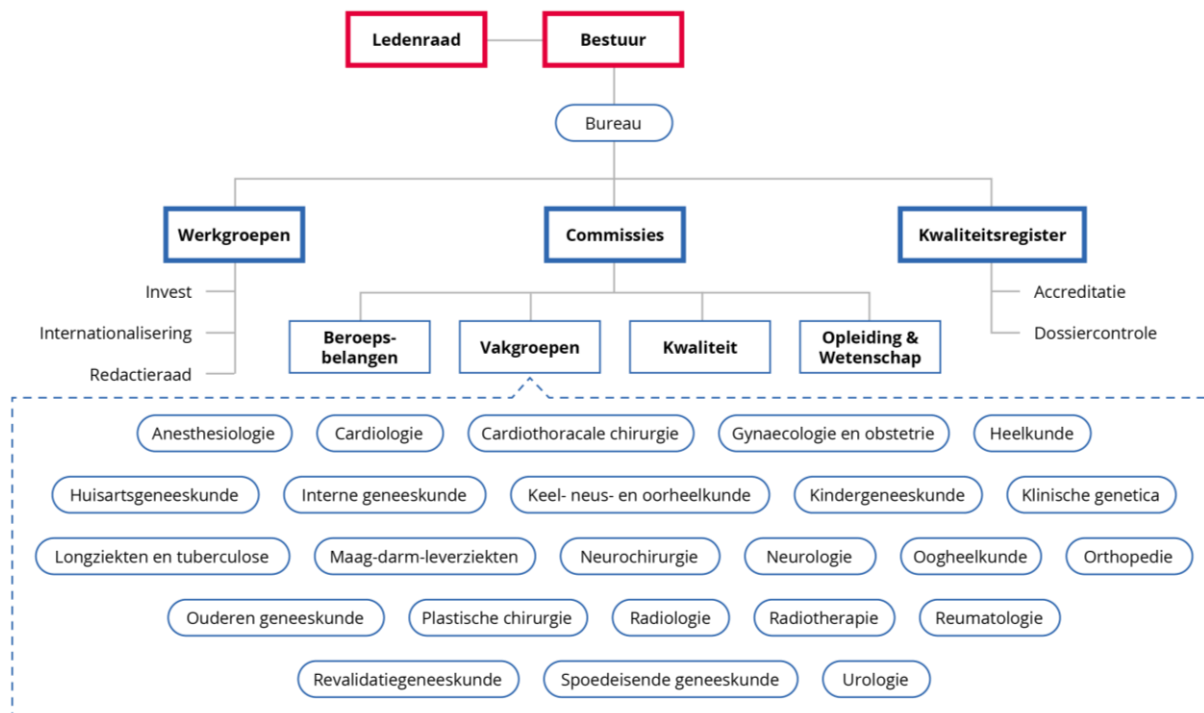 Ledenraad
Bestuur
Bureau
Werkgroepen
Commissies
Kwaliteitsregister
Invest
Internationalisering
Redactieraad
Accreditatie
Dossiercontrole
Beroeps-
belangen
Vakgroepen
Kwaliteit
Opleiding &
Wetenschap
Anesthesiologie
Cardiologie
Cardiothoracale chirurgie
Gynaecologie en obstetrie
Heelkunde
Huisartsgeneeskunde
Interne geneeskunde
Keel- neus- en oorheelkunde
Kindergeneeskunde
Klinische genetica
Longziekten en tuberculose
Maag-darm-leverziekten
Neurochirurgie
Neurologie
Oogheelkunde
Orthopedie
Ouderen geneeskunde
Plastische chirurgie
Radiologie
Radiotherapie
Reumatologie
Revalidatiegeneeskunde
Spoedeisende geneeskunde
Urologie